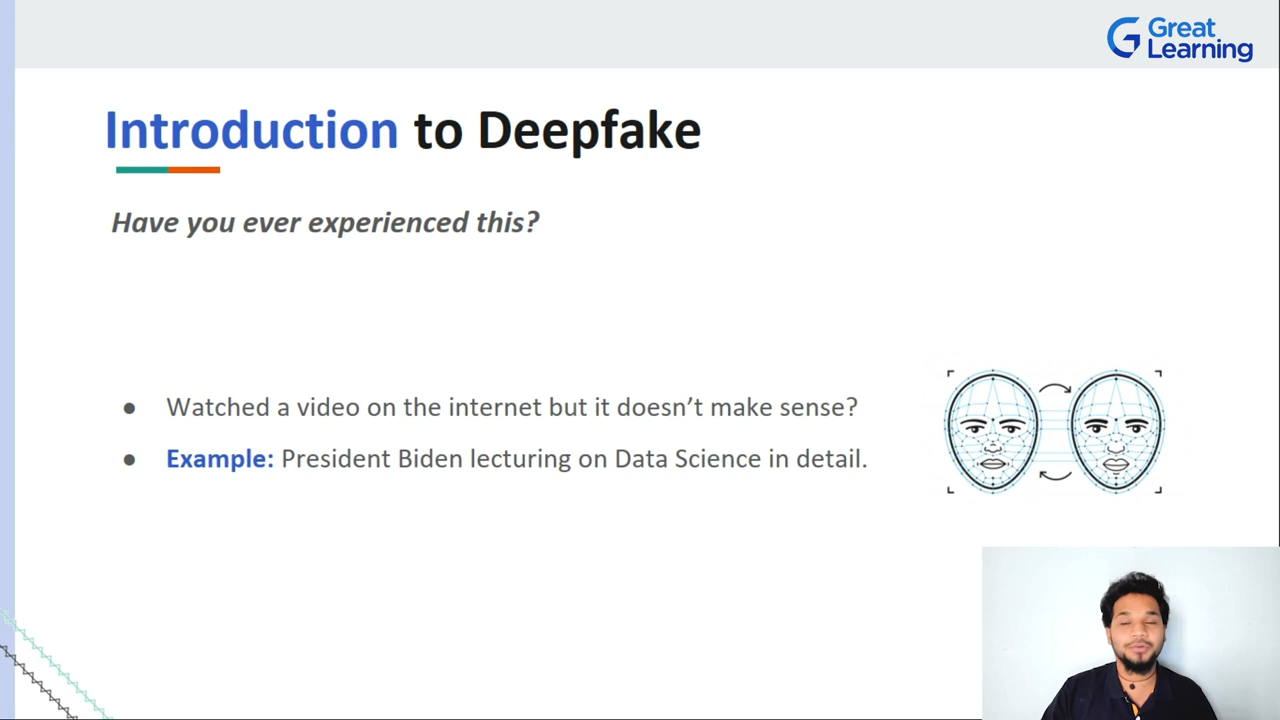 Great
Learning
Introduction to Deepfake
Have you ever experienced this?
● Watched a video on the internet but it doesn’t make sense?
● Example: President Biden lecturing on Data Science in detail.